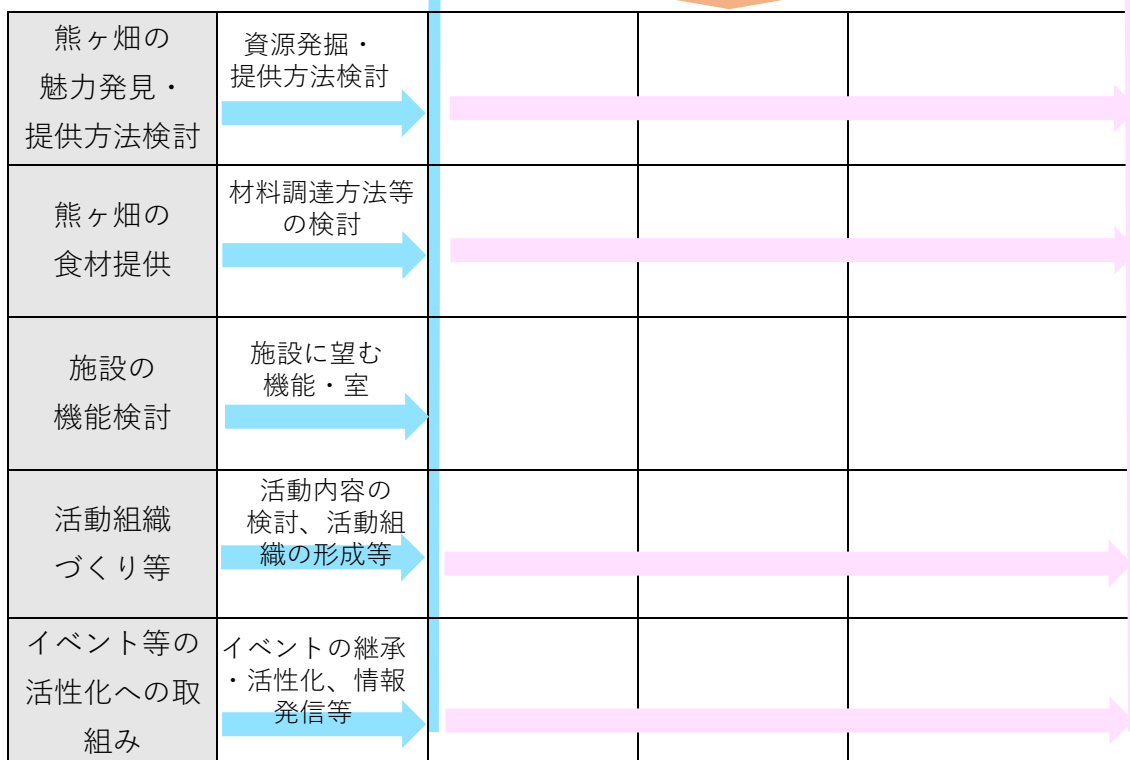 熊ヶ畑の
魅力発見・
提供方法検討
資源発掘・
提供方法検討
熊ヶ畑の
食材提供
材料調達方法等
の検討
施設の
機能検討
施設に望む
機能・室
活動組織
づくり等
活動内容の
検討、活動組
織の形成等
イベント等の
活性化への取
組み
イベントの継承
・活性化、情報
発信等